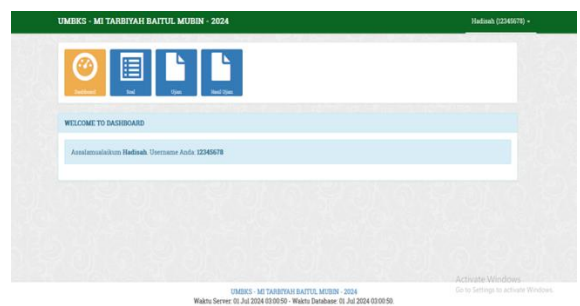 UMBKS - MI TARBIYAH BAITUL MUBIN - 2024
Hadinah (12345678)
Dashboard
Soal
Ujian
Hasil Ujian
WELCOME TO DASHBOARD
Assalamualaikum Hadinah. Username Anda: 12345678
Activate Windows
Go to Settings to activate Windows.
UMBKS - MI TARBIYAH BAITUL MUBIN - 2024
Waktu Server: 01 Jul 2024 03:00:50 - Waktu Database: 01 Jul 2024 03:00:50.